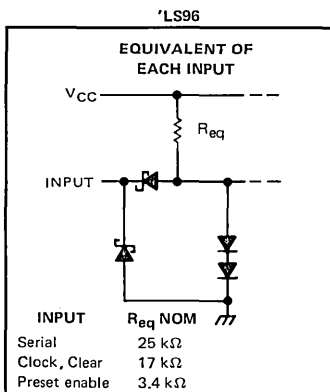 'LS96
EQUIVALENT OF
EACH INPUT
VCC
Req
INPUT
INPUT Req NOM
Serial 25 kΩ
Clock, Clear 17 kΩ
Preset enable 3.4 kΩ